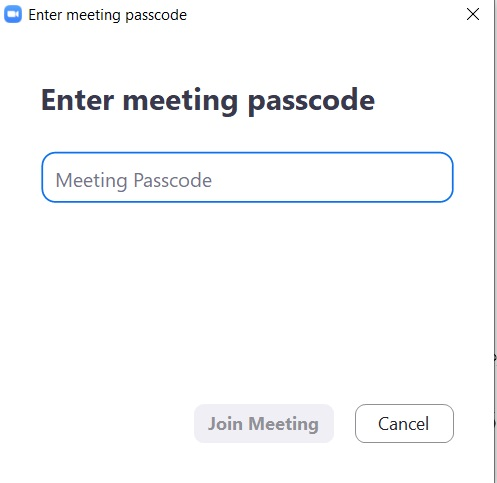 Enter meeting passcode
Enter meeting passcode
Meeting Passcode
Join Meeting
Cancel